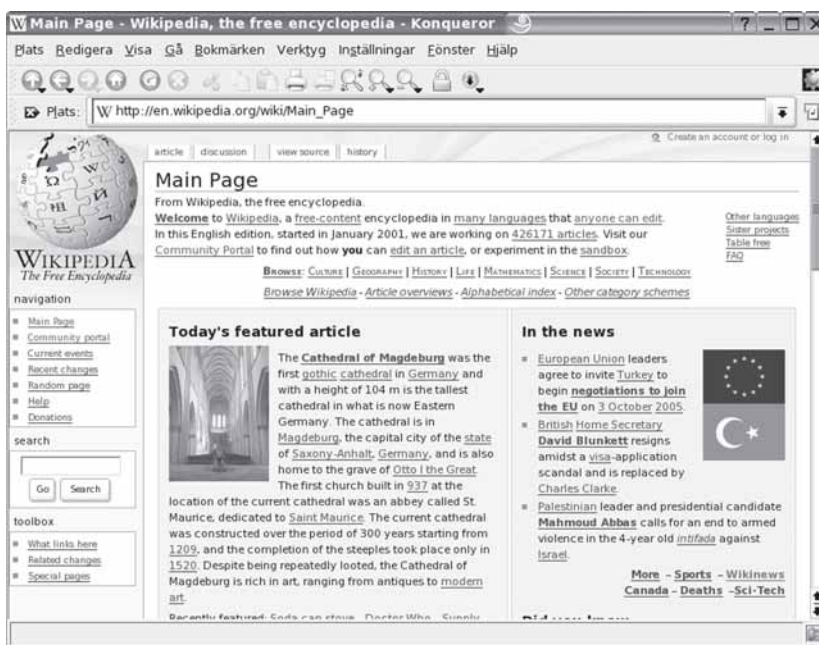 Main Page - Wikipedia, the free encyclopedia - Konqueror
Plats Redigera Visa Gå Bokmärken Verktyg Inställningar Fönster Hjälp
Plats: http://en.wikipedia.org/wiki/Main_Page
Create an account or log in
article discussion view source history
Main Page
From Wikipedia, the free encyclopedia.
Welcome to Wikipedia, a free-content encyclopedia in many languages that anyone can edit.
In this English edition, started in January 2001, we are working on 426171 articles. Visit our
Community Portal to find out how you can edit an article, or experiment in the sandbox.
Other languages
Sister projects
Table free
FAQ
BROWSE: CULTURE | GEOGRAPHY | HISTORY | LIFE | MATHEMATICS | SCIENCE | SOCIETY | TECHNOLOGY
Browse Wikipedia - Article overviews - Alphabetical index - Other category schemes
WIKIPEDIA
The Free Encyclopedia
navigation
Main Page
Community portal
Current events
Recent changes
Random page
Help
Donations
search
Go Search
toolbox
What links here
Related changes
Special pages
Today's featured article
The Cathedral of Magdeburg was the
first gothic cathedral in Germany and
with a height of 104 m is the tallest
cathedral in what is now Eastern
Germany. The cathedral is in
Magdeburg, the capital city of the state
of Saxony-Anhalt, Germany, and is also
home to the grave of Otto I the Great.
The first church built in 937 at the
location of the current cathedral was an abbey called St.
Maurice, dedicated to Saint Maurice. The current cathedral
was constructed over the period of 300 years starting from
1209, and the completion of the steeples took place only in
1520. Despite being repeatedly looted, the Cathedral of
Magdeburg is rich in art, ranging from antiques to modern
art.
Recently featured: Soda can stove - Doctor Who - Supply
In the news
European Union leaders
agree to invite Turkey to
begin negotiations to join
the EU on 3 October 2005.
British Home Secretary
David Blunkett resigns
amidst a visa-application
scandal and is replaced by
Charles Clarke.
Palestinian leader and presidential candidate
Mahmoud Abbas calls for an end to armed
violence in the 4-year old intifada against
Israel.
More - Sports - Wikinews
Canada - Deaths -Sci-Tech
Did you know